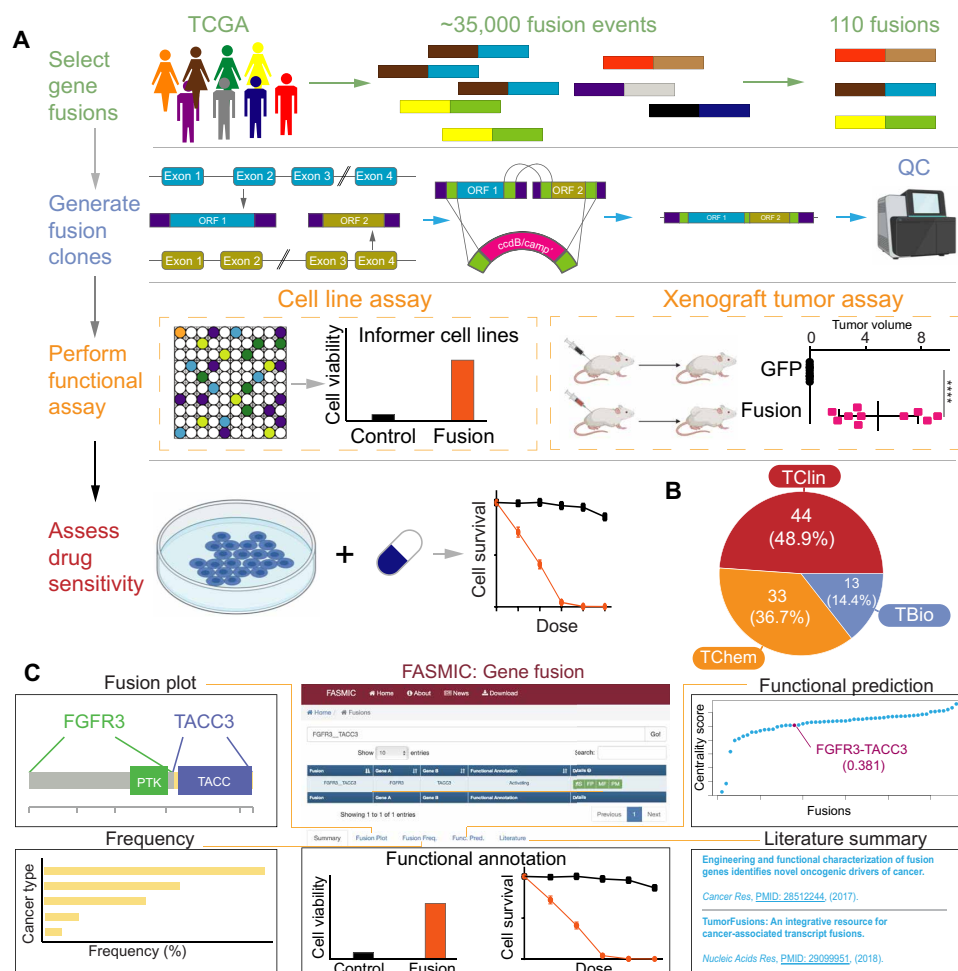 A
TCGA
~35,000 fusion events
110 fusions
Select
gene
fusions
QC
Exon 1
Exon 2
Exon 3
Exon 4
Generate
fusion
clones
ORF 1
ORF 2
Exon 1
Exon 2
Exon 3
Exon 4
ORF 1
ORF 2
ccdB/camp+
ORF 1
ORF 2
Cell line assay
Xenograft tumor assay
Perform
functional
assay
Informer cell lines
Cell viability
Control
Fusion
Tumor volume
0
4
8
GFP
Fusion
****
Assess
drug
sensitivity
+
Cell survival
Dose
B
TClin
44
(48.9%)
33
(36.7%)
13
(14.4%)
TBio
TChem
C
FASMIC: Gene fusion
Fusion plot
Functional prediction
FGFR3
TACC3
PTK
TACC
FASMIC
Home
About
News
Download
Home / Fusions
FGFR3__TACC3
Go!
Show 10 entries
Search:
Fusion
Gene A
Gene B
Functional Annotation
Details
FGFR3__TACC3
FGFR3
TACC3
Activating
FP
MF
PM
Fusion
Gene A
Gene B
Functional Annotation
Details
Showing 1 to 1 of 1 entries
Previous
1
Next
Summary
Fusion Plot
Fusion Freq.
Func. Pred.
Literature
Centrality score
FGFR3-TACC3
(0.381)
Fusions
Frequency
Cancer type
Frequency (%)
Functional annotation
Cell viability
Control
Fusion
Cell survival
Dose
Literature summary
Engineering and functional characterization of fusion
genes identifies novel oncogenic drivers of cancer.
Cancer Res, PMID: 28512244, (2017).
TumorFusions: An integrative resource for
cancer-associated transcript fusions.
Nucleic Acids Res, PMID: 29099951, (2018).